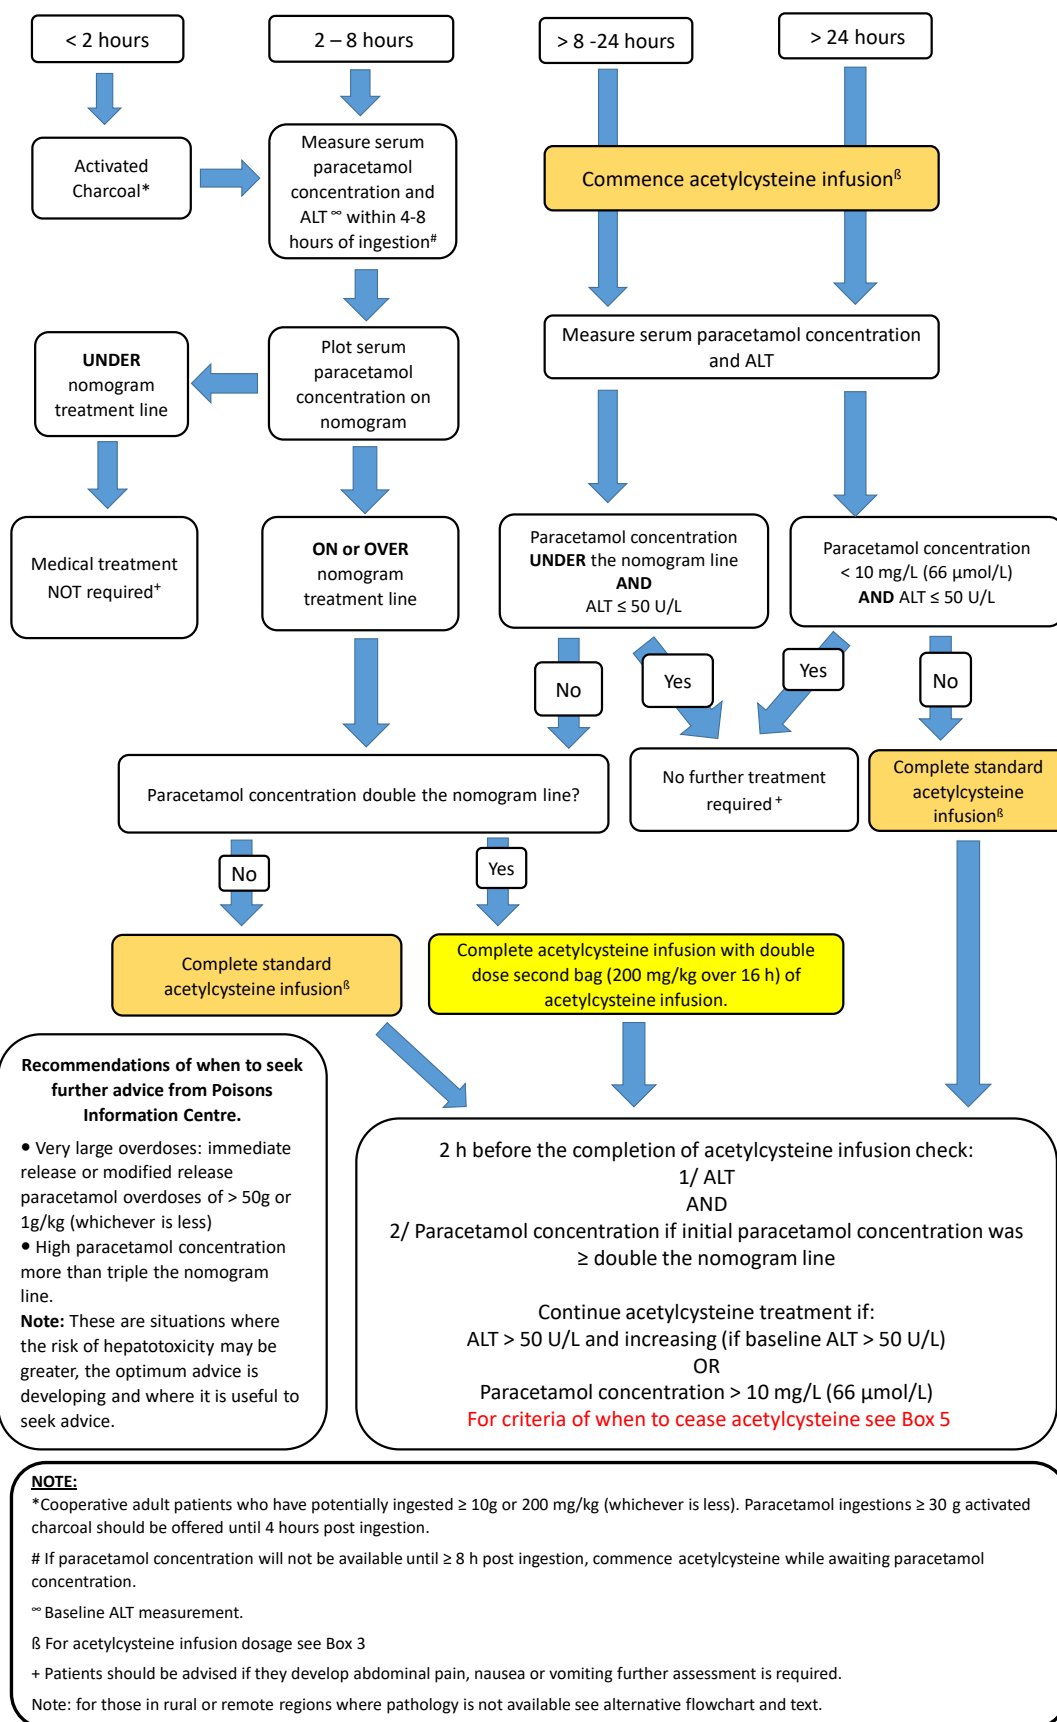 < 2 hours
2 – 8 hours
> 8 -24 hours
> 24 hours
Activated
Charcoal*
Measure serum
paracetamol
concentration and
ALT ∞ within 4-8
hours of ingestion#
Commence acetylcysteine infusionß
Measure serum paracetamol concentration
and ALT
UNDER
nomogram
treatment line
Plot serum
paracetamol
concentration on
nomogram
Medical treatment
NOT required+
ON or OVER
nomogram
treatment line
Paracetamol concentration
UNDER the nomogram line
AND
ALT ≤ 50 U/L
Paracetamol concentration
< 10 mg/L (66 µmol/L)
AND ALT ≤ 50 U/L
No
Yes
Yes
No
Paracetamol concentration double the nomogram line?
No further treatment
required +
Complete standard
acetylcysteine
infusionß
No
Yes
Complete standard
acetylcysteine infusionß
Complete acetylcysteine infusion with double
dose second bag (200 mg/kg over 16 h) of
acetylcysteine infusion.
Recommendations of when to seek
further advice from Poisons
Information Centre.
● Very large overdoses: immediate
release or modified release
paracetamol overdoses of > 50g or
1g/kg (whichever is less)
● High paracetamol concentration
more than triple the nomogram
line.
Note: These are situations where
the risk of hepatotoxicity may be
greater, the optimum advice is
developing and where it is useful to
seek advice.
2 h before the completion of acetylcysteine infusion check:
1/ ALT
AND
2/ Paracetamol concentration if initial paracetamol concentration was
≥ double the nomogram line
Continue acetylcysteine treatment if:
ALT > 50 U/L and increasing (if baseline ALT > 50 U/L)
OR
Paracetamol concentration > 10 mg/L (66 µmol/L)
For criteria of when to cease acetylcysteine see Box 5
NOTE:
*Cooperative adult patients who have potentially ingested ≥ 10g or 200 mg/kg (whichever is less). Paracetamol ingestions ≥ 30 g activated
charcoal should be offered until 4 hours post ingestion.
# If paracetamol concentration will not be available until ≥ 8 h post ingestion, commence acetylcysteine while awaiting paracetamol
concentration.
∞ Baseline ALT measurement.
ß For acetylcysteine infusion dosage see Box 3
+ Patients should be advised if they develop abdominal pain, nausea or vomiting further assessment is required.
Note: for those in rural or remote regions where pathology is not available see alternative flowchart and text.